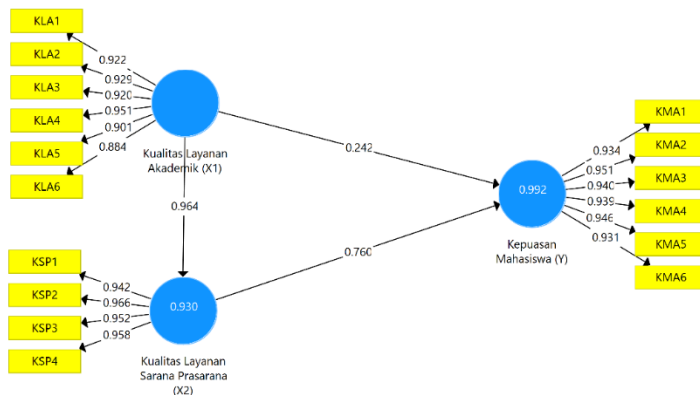 KLA1
KLA2
KLA3
KLA4
KLA5
KLA6
0.922
0.929
0.920
0.951
0.901
0.884
Kualitas Layanan
Akademik (X1)
0.242
0.964
0.760
KSP1
KSP2
KSP3
KSP4
0.942
0.966
0.952
0.958
0.930
Kualitas Layanan
Sarana Prasarana
(X2)
0.992
Kepuasan
Mahasiswa (Y)
0.934
0.951
0.940
0.939
0.946
0.931
KMA1
KMA2
KMA3
KMA4
KMA5
KMA6